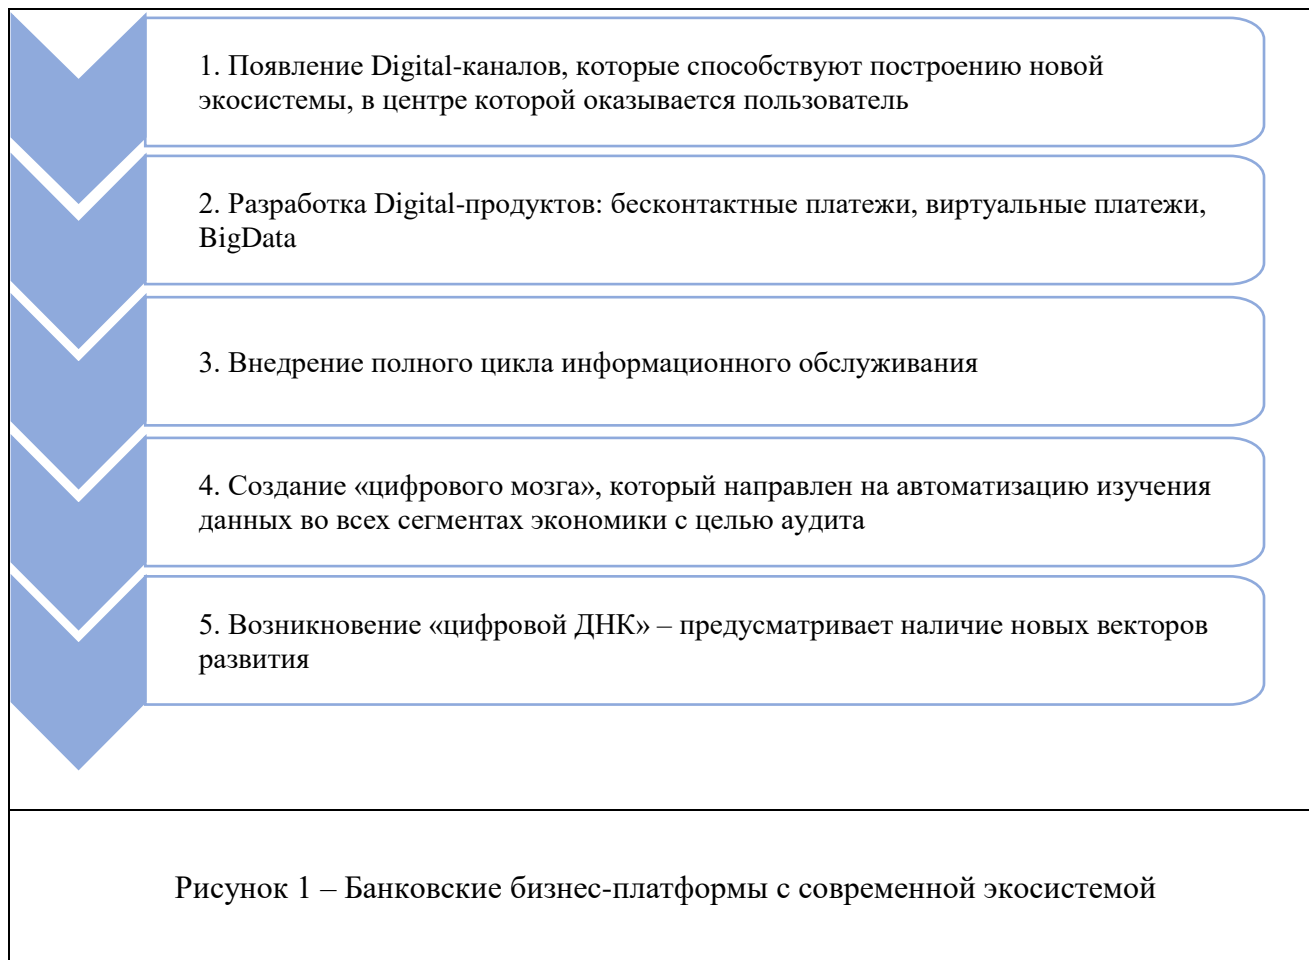 1. Появление Digital-каналов, которые способствуют построению новой
экосистемы, в центре которой оказывается пользователь
2. Разработка Digital-продуктов: бесконтактные платежи, виртуальные платежи,
BigData
3. Внедрение полного цикла информационного обслуживания
4. Создание «цифрового мозга», который направлен на автоматизацию изучения
данных во всех сегментах экономики с целью аудита
5. Возникновение «цифровой ДНК» – предусматривает наличие новых векторов
развития
Рисунок 1 – Банковские бизнес-платформы с современной экосистемой